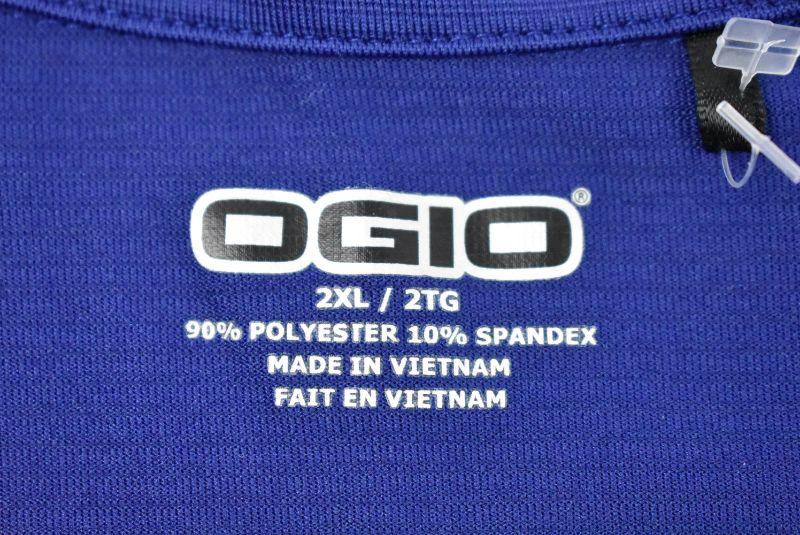 OGIO®
2XL / 2TG
90% POLYESTER 10% SPANDEX
MADE IN VIETNAM
FAIT EN VIETNAM